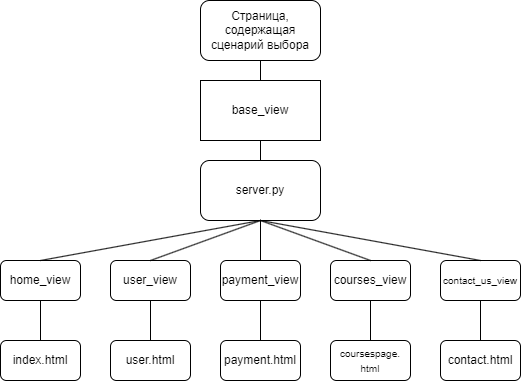 Страница,
содержащая
сценарий выбора
base_view
server.py
home_view
user_view
payment_view
courses_view
contact_us_view
index.html
user.html
payment.html
coursespage.
html
contact.html